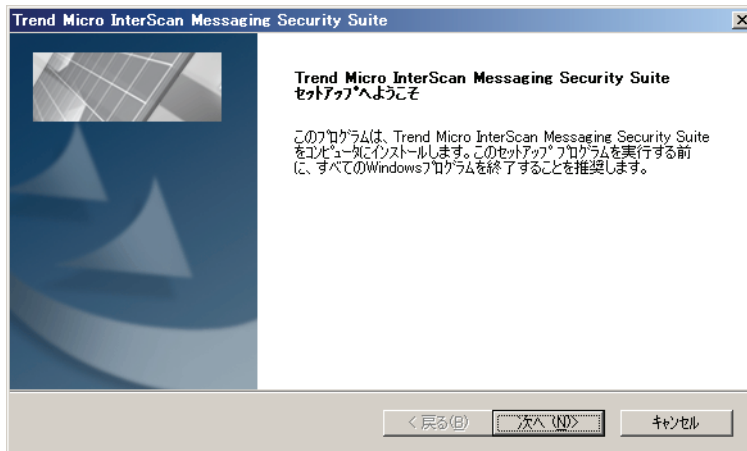 Trend Micro InterScan Messaging Security Suite
Trend Micro InterScan Messaging Security Suite
ｾｯﾄｱｯﾌﾟへようこそ
このﾌﾟﾛｸﾞﾗﾑは、Trend Micro InterScan Messaging Security Suite
をｺﾝﾋﾟｭｰﾀにインストールします。このｾｯﾄｱｯﾌﾟ ﾌﾟﾛｸﾞﾗﾑを実行する前
に、すべてのWindowsﾌﾟﾛｸﾞﾗﾑを終了することを推奨します。
< 戻る(B)
次へ (N)>
ｷｬﾝｾﾙ